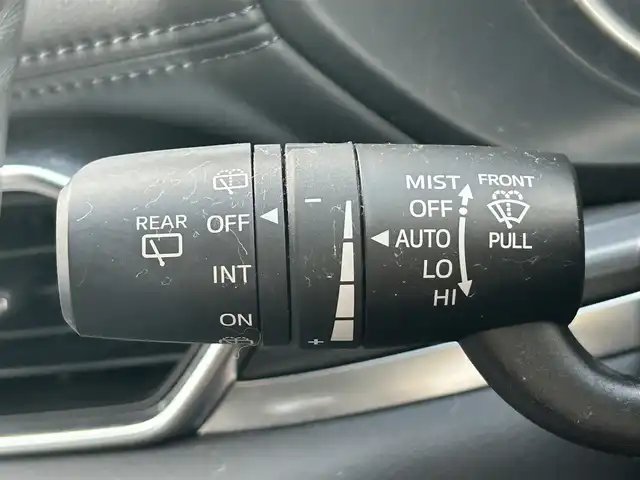 REAR
OFF
INT
ON
−
+
MIST
OFF
AUTO
LO
HI
FRONT
PULL